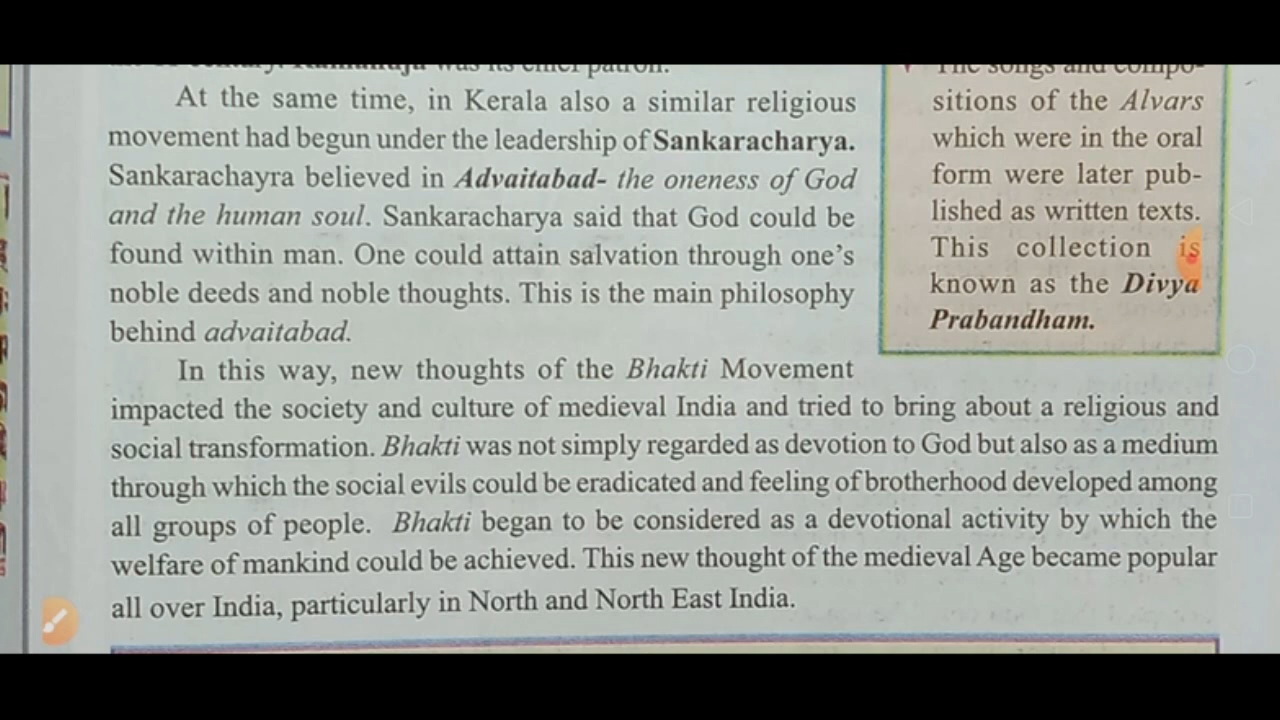 was its chief patron.
At the same time, in Kerala also a similar religious
movement had begun under the leadership of Sankaracharya.
Sankarachayra believed in Advaitabad- the oneness of God
and the human soul. Sankaracharya said that God could be
found within man. One could attain salvation through one's
noble deeds and noble thoughts. This is the main philosophy
behind advaitabad.
In this way, new thoughts of the Bhakti Movement
impacted the society and culture of medieval India and tried to bring about a religious and
social transformation. Bhakti was not simply regarded as devotion to God but also as a medium
through which the social evils could be eradicated and feeling of brotherhood developed among
all groups of people. Bhakti began to be considered as a devotional activity by which the
welfare of mankind could be achieved. This new thought of the medieval Age became popular
all over India, particularly in North and North East India.
The songs and compo-
sitions of the Alvars
which were in the oral
form were later pub-
lished as written texts.
This collection is
known as the Divya
Prabandham.